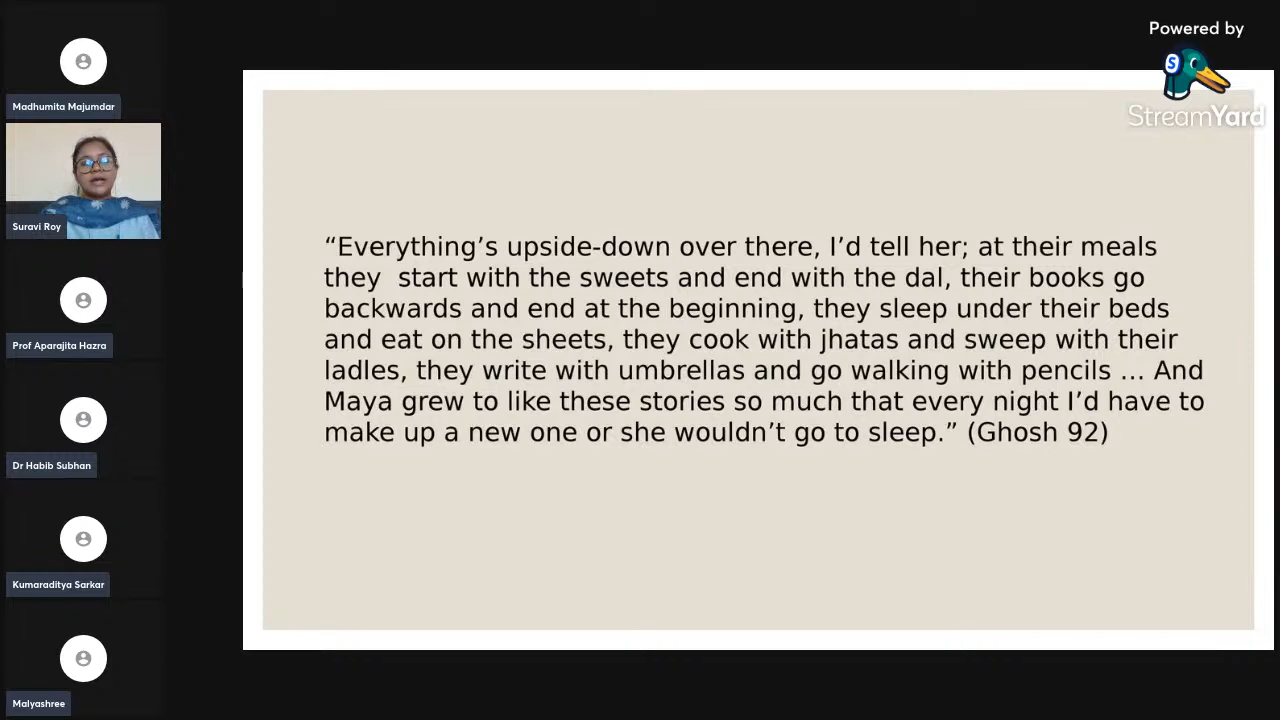 Powered by
S
StreamYard
Madhumita Majumdar
Suravi Roy
Prof Aparajita Hazra
Dr Habib Subhan
Kumaraditya Sarkar
Malyashree
“Everything’s upside-down over there, I’d tell her; at their meals
they  start with the sweets and end with the dal, their books go
backwards and end at the beginning, they sleep under their beds
and eat on the sheets, they cook with jhatas and sweep with their
ladles, they write with umbrellas and go walking with pencils … And
Maya grew to like these stories so much that every night I’d have to
make up a new one or she wouldn’t go to sleep.” (Ghosh 92)